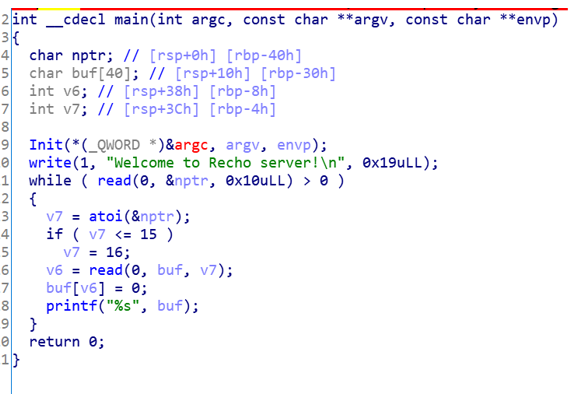 2 int __cdecl main(int argc, const char **argv, const char **envp)
3 {
4 char nptr; // [rsp+0h] [rbp-40h]
5 char buf[40]; // [rsp+10h] [rbp-30h]
6 int v6; // [rsp+38h] [rbp-8h]
7 int v7; // [rsp+3Ch] [rbp-4h]
8
9 Init(*(_QWORD *)&argc, argv, envp);
0 write(1, "Welcome to Recho server!\n", 0x19uLL);
1 while ( read(0, &nptr, 0x10uLL) > 0 )
2 {
3 v7 = atoi(&nptr);
4 if ( v7 <= 15 )
5 v7 = 16;
6 v6 = read(0, buf, v7);
7 buf[v6] = 0;
8 printf("%s", buf);
9 }
0 return 0;
1 }